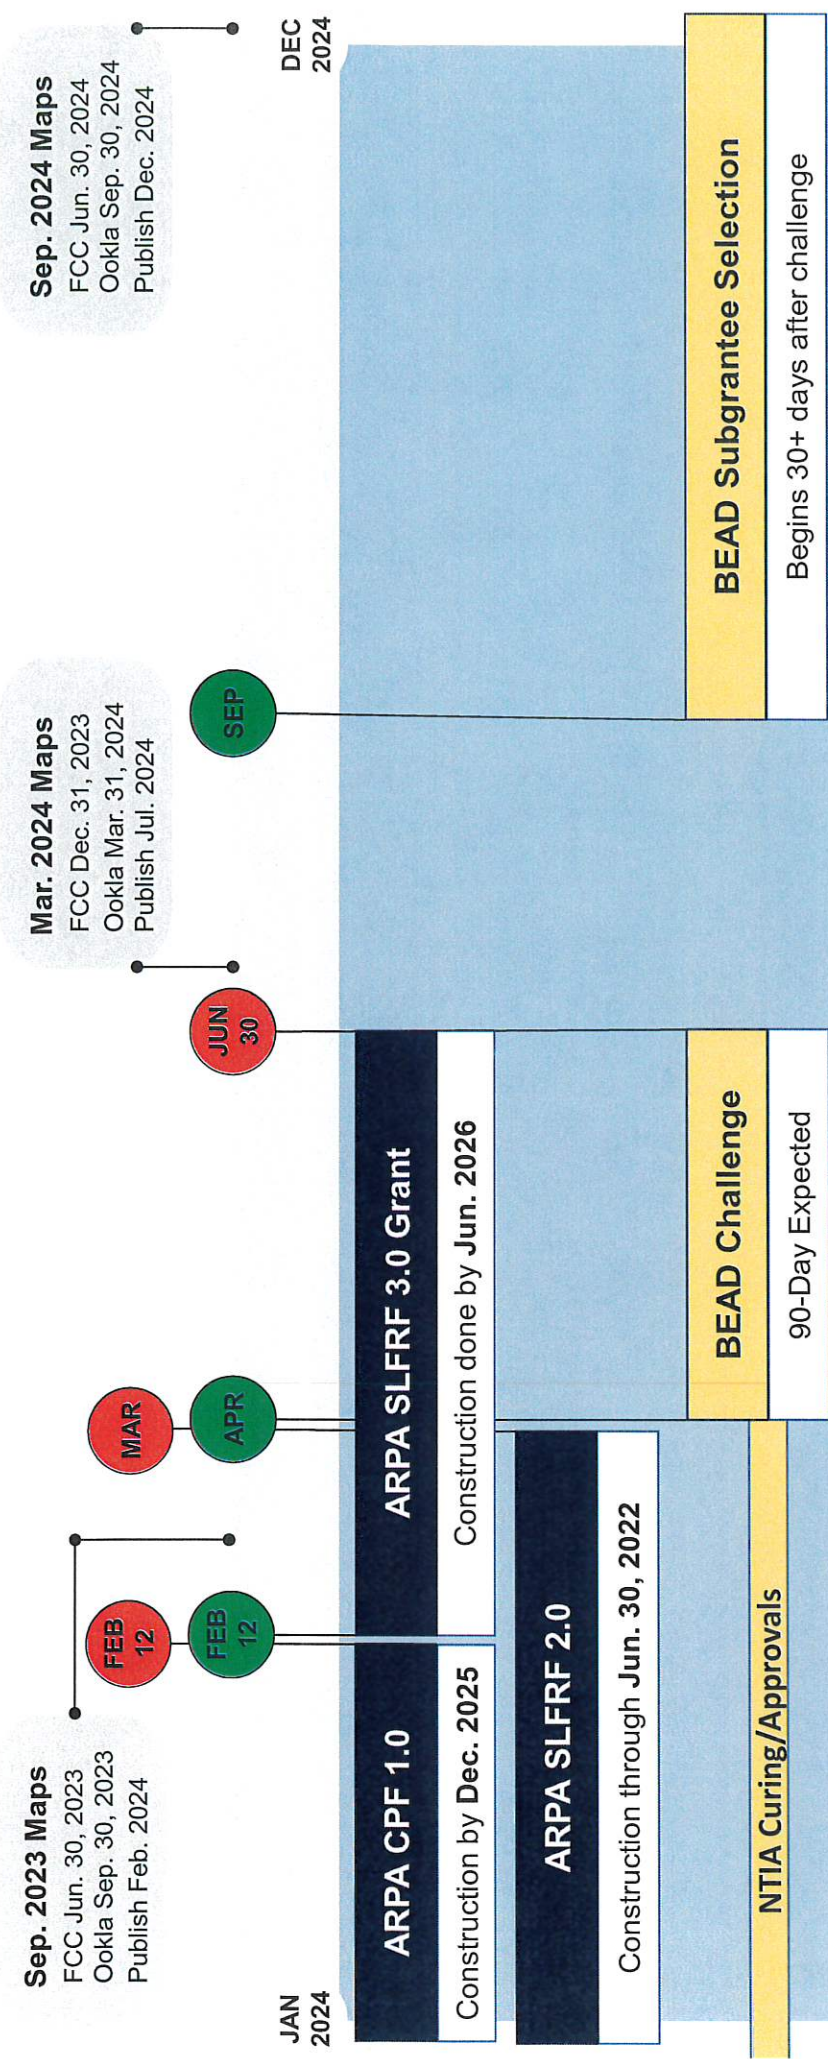 Sep. 2023 Maps
FCC Jun. 30, 2023
Ookla Sep. 30, 2023
Publish Feb. 2024
Mar. 2024 Maps
FCC Dec. 31, 2023
Ookla Mar. 31, 2024
Publish Jul. 2024
Sep. 2024 Maps
FCC Jun. 30, 2024
Ookla Sep. 30, 2024
Publish Dec. 2024
FEB
12
MAR
FEB
12
APR
JUN
30
SEP
JAN
2024
DEC
2024
ARPA CPF 1.0
Construction by Dec. 2025
ARPA SLFRF 3.0 Grant
Construction done by Jun. 2026
ARPA SLFRF 2.0
Construction through Jun. 30, 2022
NTIA Curing/Approvals
BEAD Challenge
90-Day Expected
BEAD Subgrantee Selection
Begins 30+ days after challenge